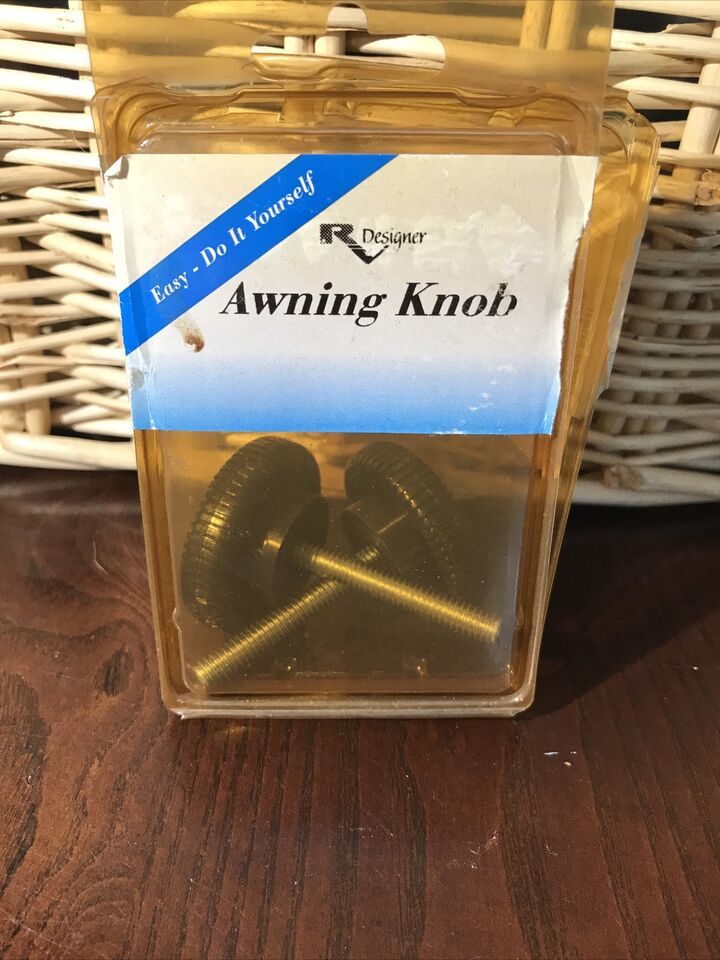 Easy - Do It Yourself
RV Designer
Awning Knob